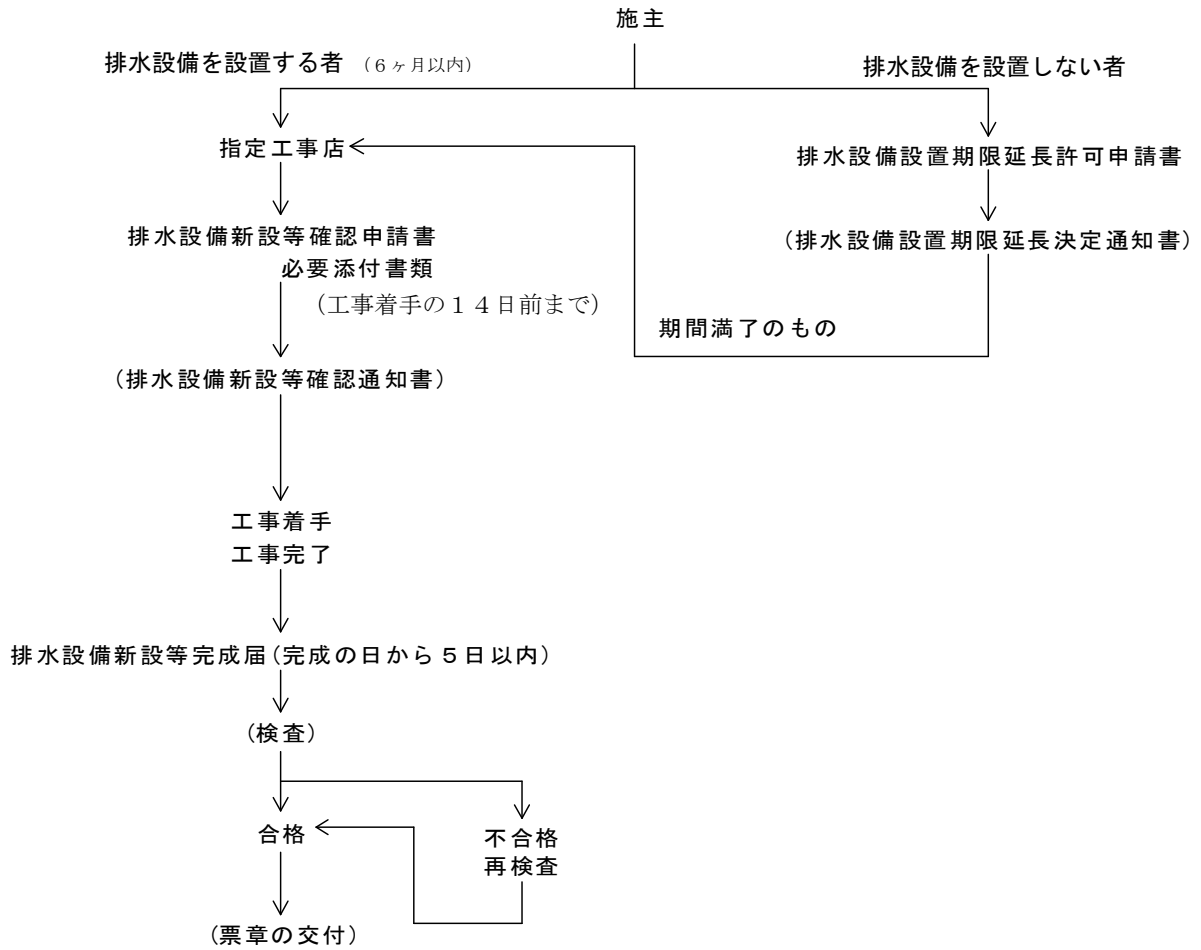 施主
排水設備を設置する者 （６ヶ月以内）
排水設備を設置しない者
指定工事店
排水設備設置期限延長許可申請書
排水設備新設等確認申請書
(排水設備設置期限延長決定通知書)
必要添付書類
（工事着手の１４日前まで）
期間満了のもの
(排水設備新設等確認通知書)
工事着手
工事完了
排水設備新設等完成届(完成の日から５日以内)
(検査)
合格
不合格
再検査
(票章の交付)